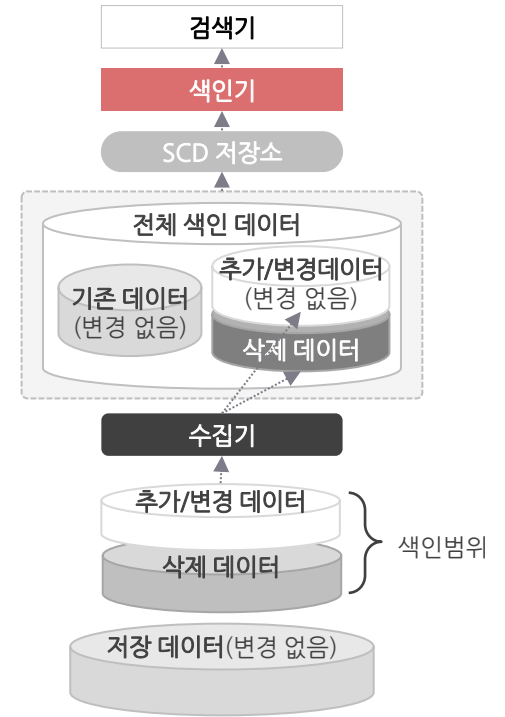 검색기
색인기
SCD 저장소
전체 색인 데이터
기존 데이터
(변경 없음)
추가/변경데이터
(변경 없음)
삭제 데이터
수집기
추가/변경 데이터
삭제 데이터
색인범위
저장 데이터(변경 없음)